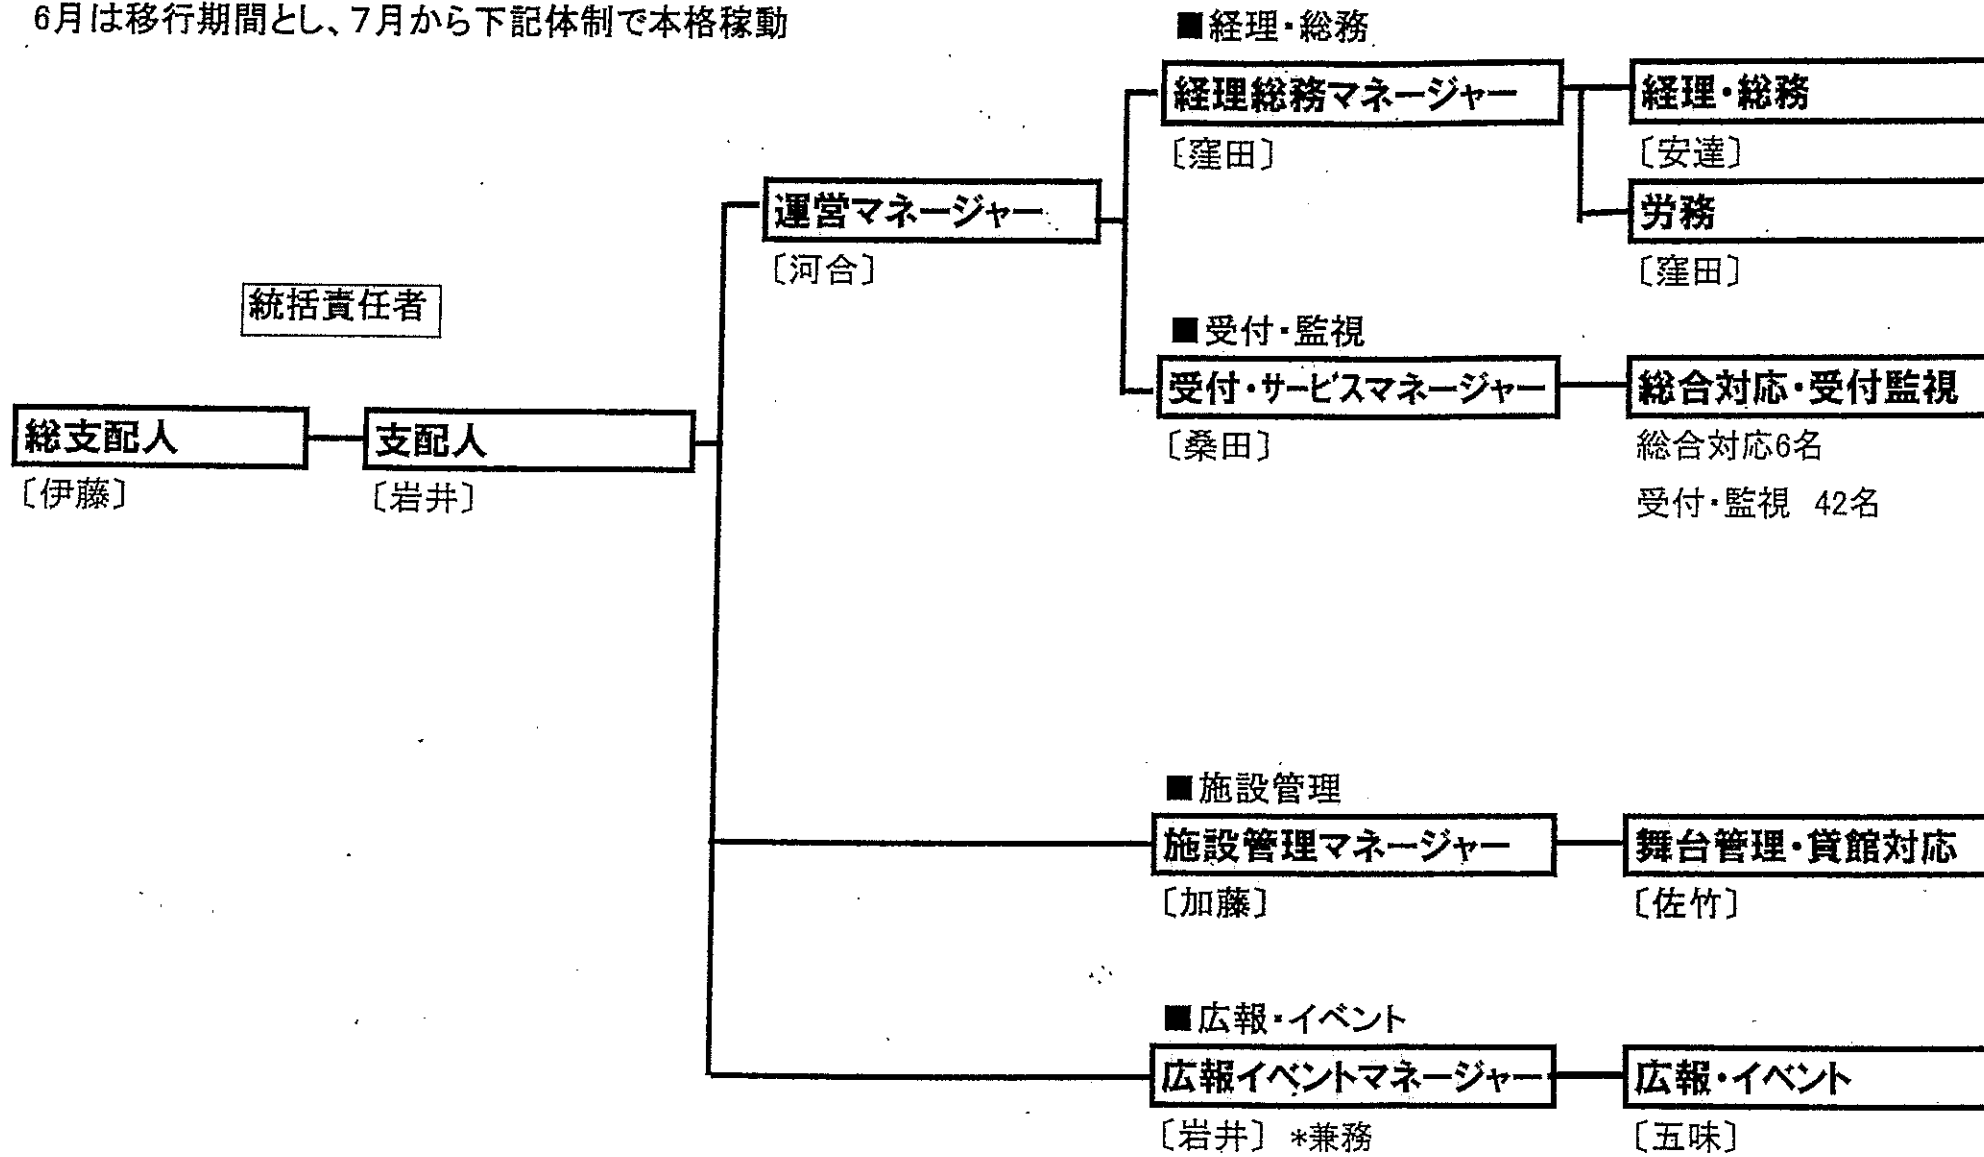 6月は移行期間とし、7月から下記体制で本格稼動
■経理・総務
経理総務マネージャー
〔窪田〕
経理・総務
〔安達〕
労務
〔窪田〕
運営マネージャー
〔河合〕
統括責任者
■受付・監視
受付・サービスマネージャー
〔桑田〕
総合対応・受付監視
総合対応6名
受付・監視 42名
総支配人
〔伊藤〕
支配人
〔岩井〕
■施設管理
施設管理マネージャー
〔加藤〕
舞台管理・貸館対応
〔佐竹〕
■広報・イベント
広報イベントマネージャー
〔岩井〕 *兼務
広報・イベント
〔五味〕